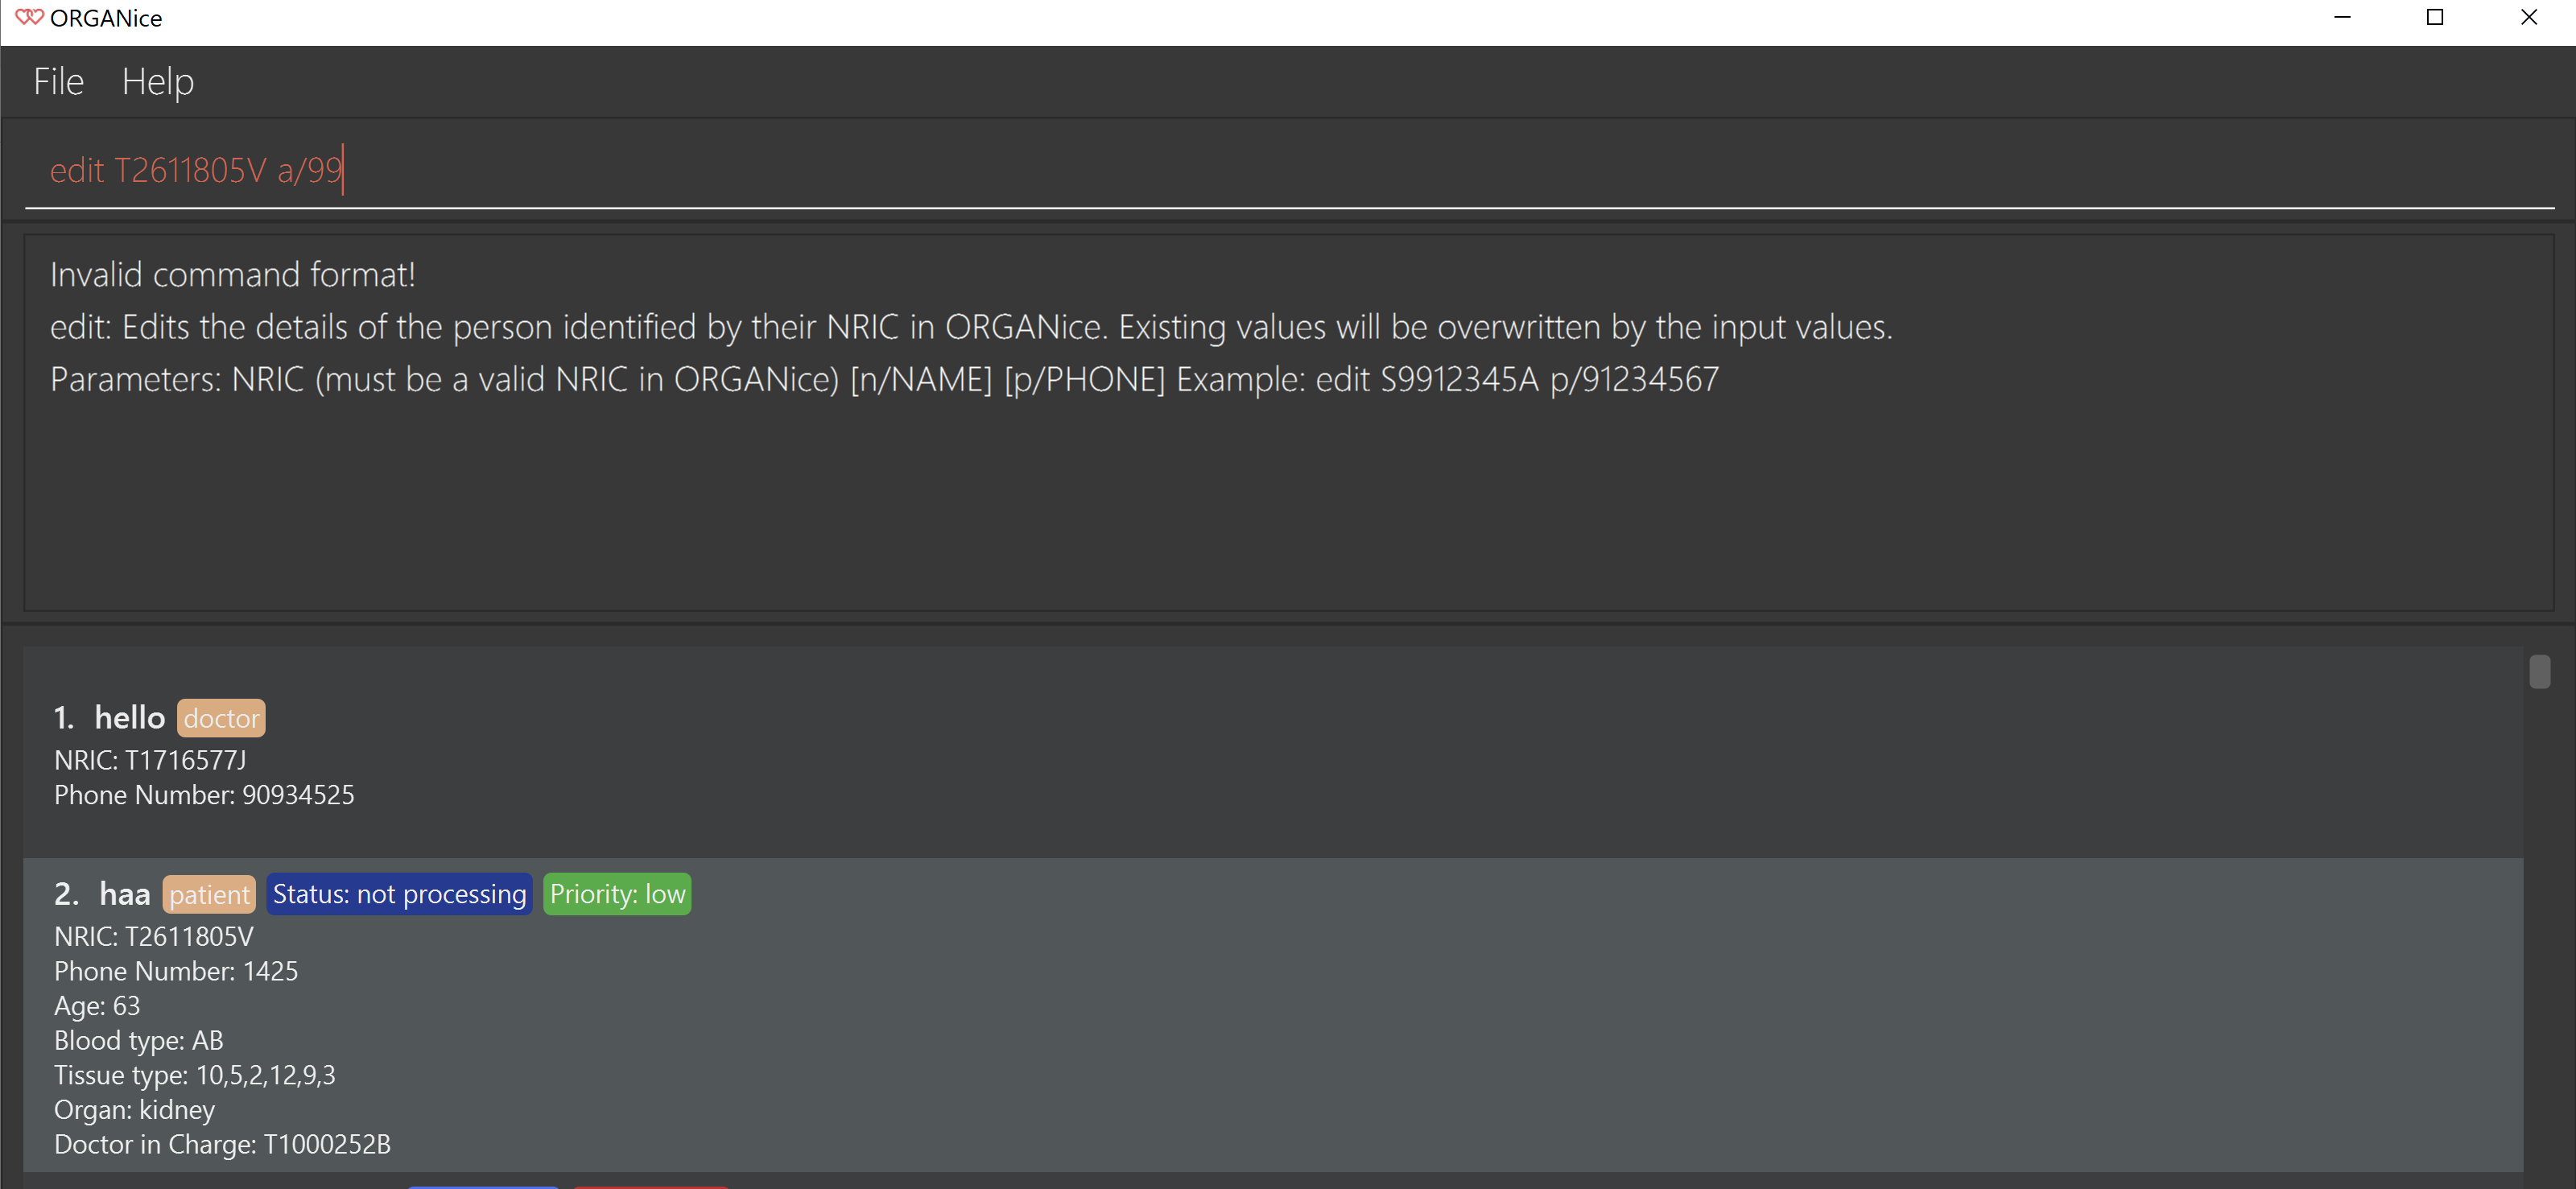 ORGANice
File Help
edit T2611805V a/99
Invalid command format!
edit: Edits the details of the person identified by their NRIC in ORGANice. Existing values will be overwritten by the input values.
Parameters: NRIC (must be a valid NRIC in ORGANice) [n/NAME] [p/PHONE] Example: edit S9912345A p/91234567
1. hello doctor
NRIC: T1716577J
Phone Number: 90934525
2. haa patient Status: not processing Priority: low
NRIC: T2611805V
Phone Number: 1425
Age: 63
Blood type: AB
Tissue type: 10,5,2,12,9,3
Organ: kidney
Doctor in Charge: T1000252B